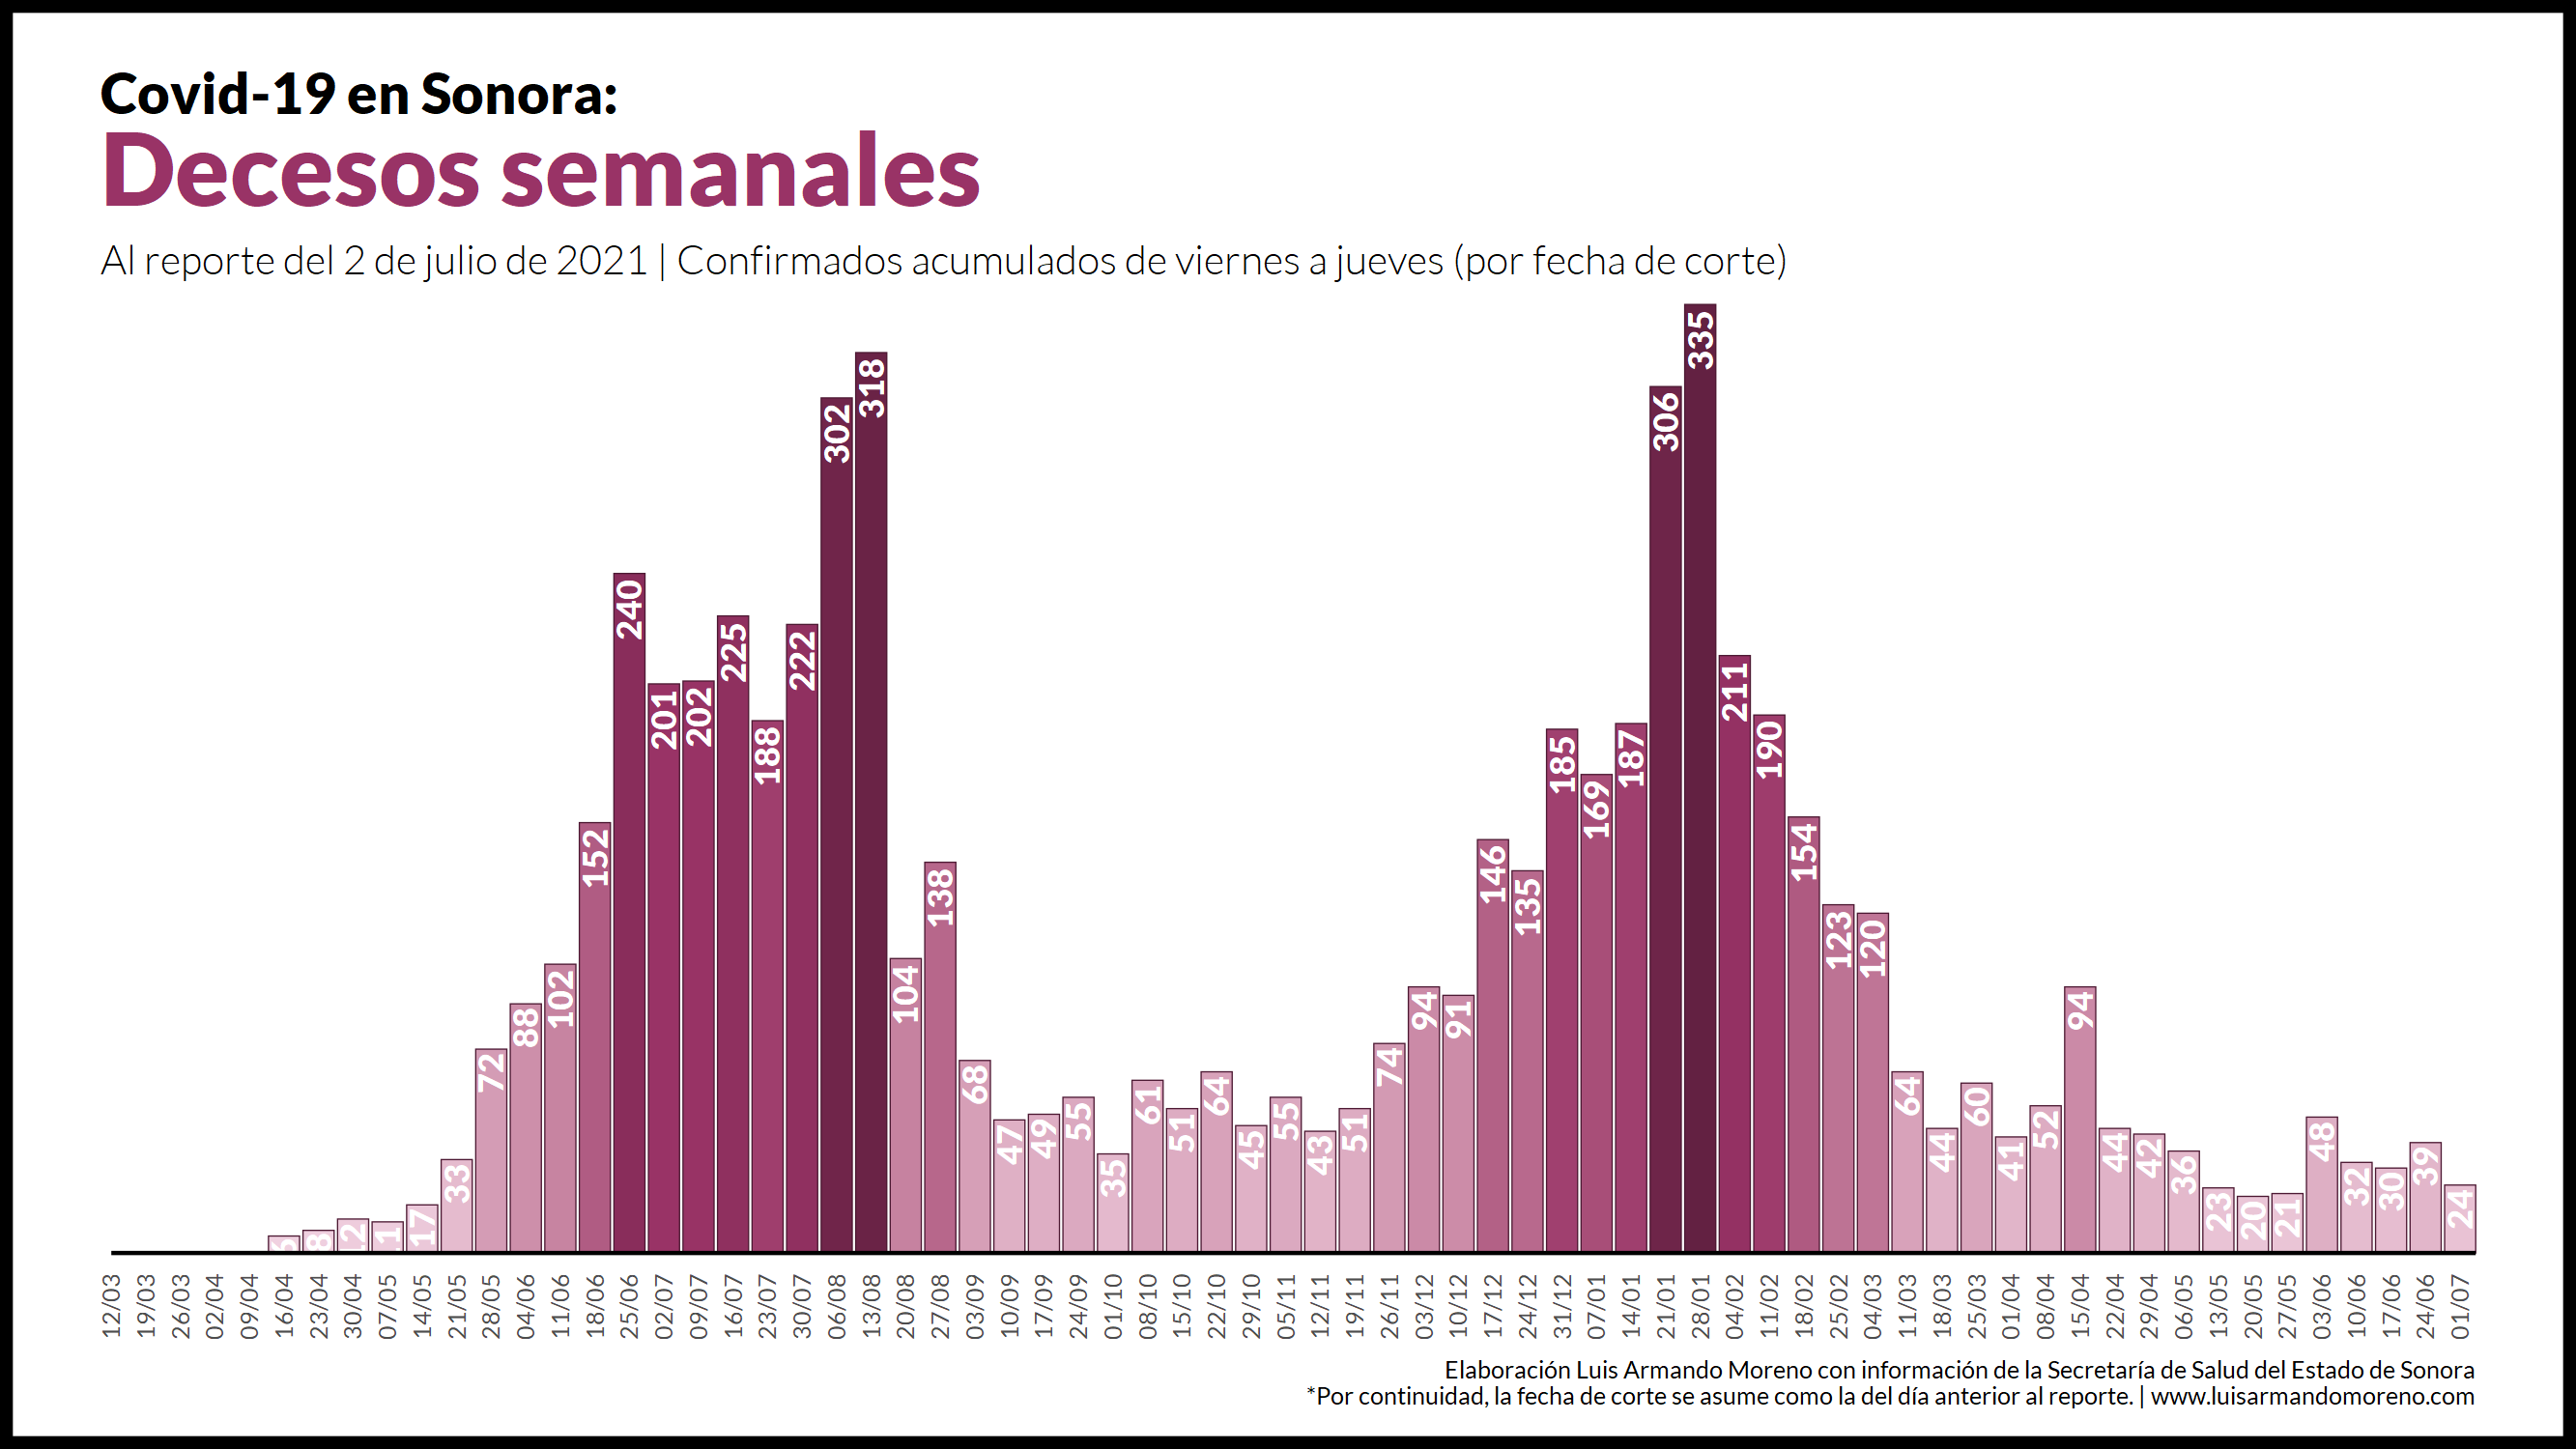 Covid-19 en Sonora:
Decesos semanales
Al reporte del 2 de julio de 2021 | Confirmados acumulados de viernes a jueves (por fecha de corte)
6 8 12 11 17 33 72 88 102 152 240 201 202 225 188 222 302 318 104 138 68 47 49 55 35 61 51 64 45 55 43 51 74 94 91 146 135 185 169 187 306 335 211 190 154 123 120 64 44 60 41 52 94 44 42 36 23 20 21 48 32 30 39 24
12/03 19/03 26/03 02/04 09/04 16/04 23/04 30/04 07/05 14/05 21/05 28/05 04/06 11/06 18/06 25/06 02/07 09/07 16/07 23/07 30/07 06/08 13/08 20/08 27/08 03/09 10/09 17/09 24/09 01/10 08/10 15/10 22/10 29/10 05/11 12/11 19/11 26/11 03/12 10/12 17/12 24/12 31/12 07/01 14/01 21/01 28/01 04/02 11/02 18/02 25/02 04/03 11/03 18/03 25/03 01/04 08/04 15/04 22/04 29/04 06/05 13/05 20/05 27/05 03/06 10/06 17/06 24/06 01/07
Elaboración Luis Armando Moreno con información de la Secretaría de Salud del Estado de Sonora
*Por continuidad, la fecha de corte se asume como la del día anterior al reporte. | www.luisarmandomoreno.com